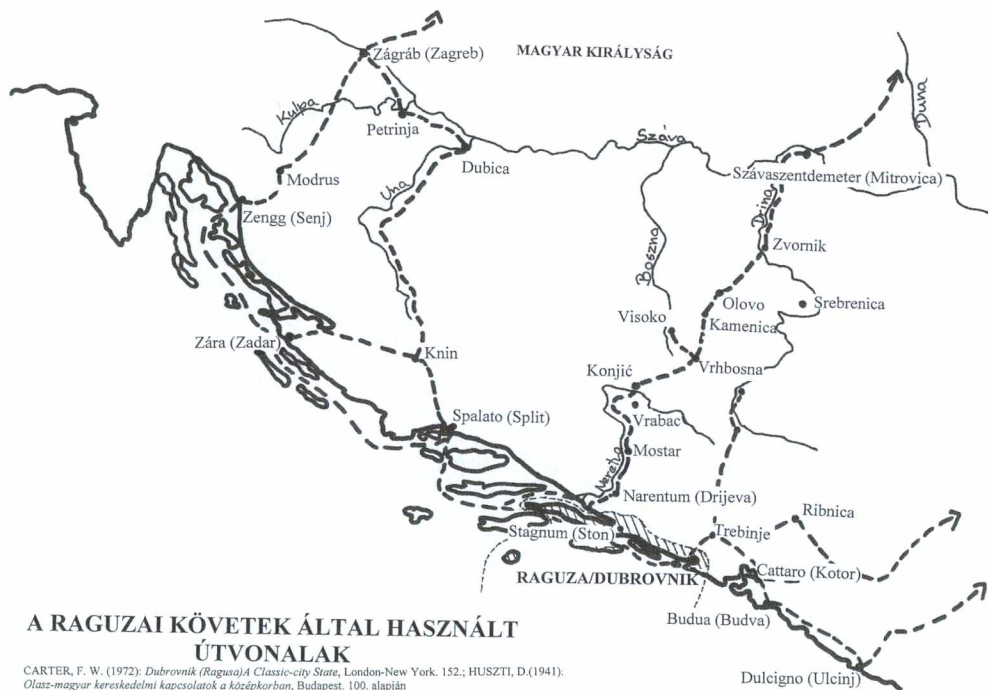 Zágráb (Zagreb)
MAGYAR KIRÁLYSÁG
Kulpa
Petrinja
Duna
Száva
Modrus
Una
Dubica
Szávaszentdemeter (Mitrovica)
Zengg (Senj)
Drina
Zvornik
Boszna
Olovo
Srebrenica
Visoko
Kamenica
Zára (Zadar)
Knin
Vrhbosna
Konjić
Vrabac
Spalato (Split)
Mostar
Neretva
Narentum (Drijeva)
Ribnica
Stagnum (Ston)
Trebinje
RAGUZA/DUBROVNIK
Cattaro (Kotor)
Budua (Budva)
A RAGUZAI KÖVETEK ÁLTAL HASZNÁLT
ÚTVONALAK
Dulcigno (Ulcinj)
CARTER, F. W. (1972): Dubrovnik (Ragusa)A Classic-city State, London-New York. 152.; HUSZTI, D.(1941):
Olasz-magyar kereskedelmi kapcsolatok a középkorban, Budapest. 100. alapján